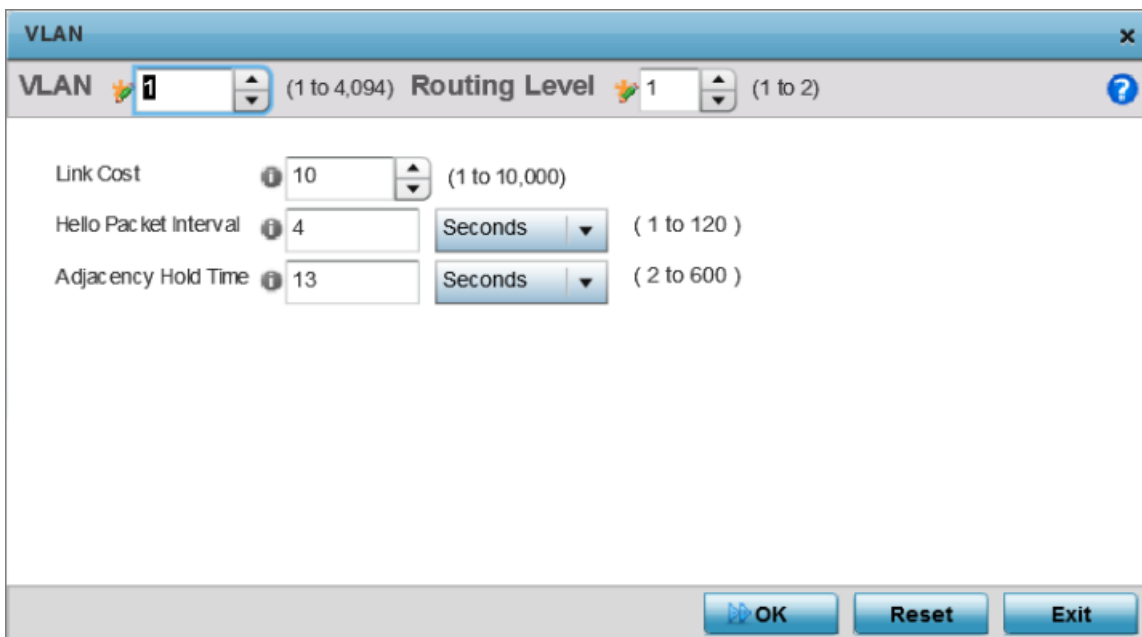 VLAN
VLAN 1 (1 to 4,094) Routing Level 1 (1 to 2)
Link Cost 10 (1 to 10,000)
Hello Packet Interval 4 Seconds ( 1 to 120 )
Adjacency Hold Time 13 Seconds ( 2 to 600 )
OK Reset Exit